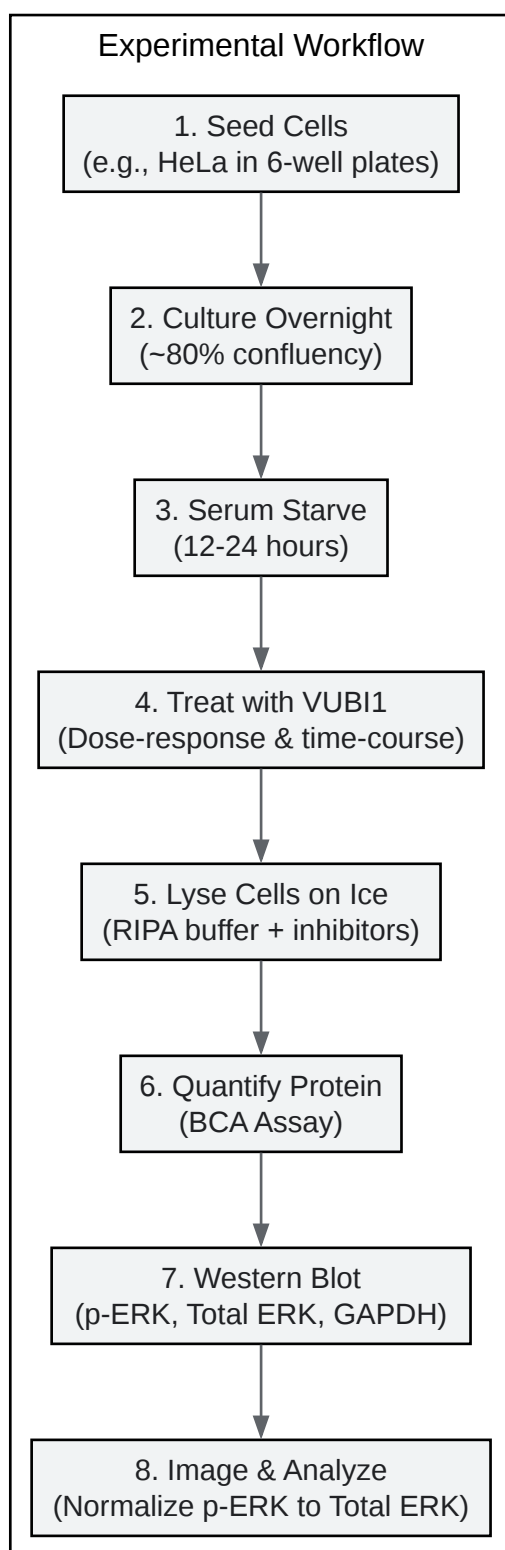 Experimental Workflow
1. Seed Cells
(e.g., HeLa in 6-well plates)
2. Culture Overnight
(~80% confluency)
3. Serum Starve
(12-24 hours)
4. Treat with VUBI1
(Dose-response & time-course)
5. Lyse Cells on Ice
(RIPA buffer + inhibitors)
6. Quantify Protein
(BCA Assay)
7. Western Blot
(p-ERK, Total ERK, GAPDH)
8. Image & Analyze
(Normalize p-ERK to Total ERK)